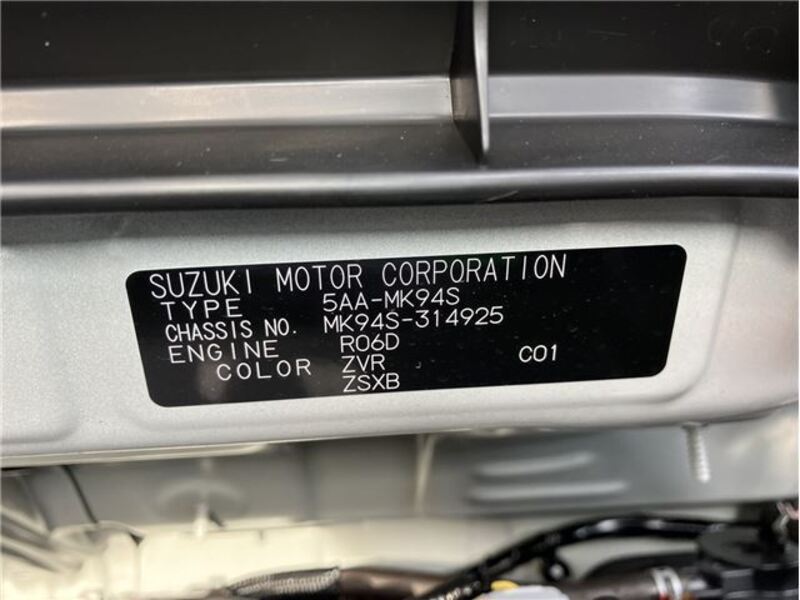 SUZUKI MOTOR CORPORATION
TYPE 5AA-MK94S
CHASSIS NO. MK94S-314925
ENGINE R06D
COLOR ZVR C01
ZSXB